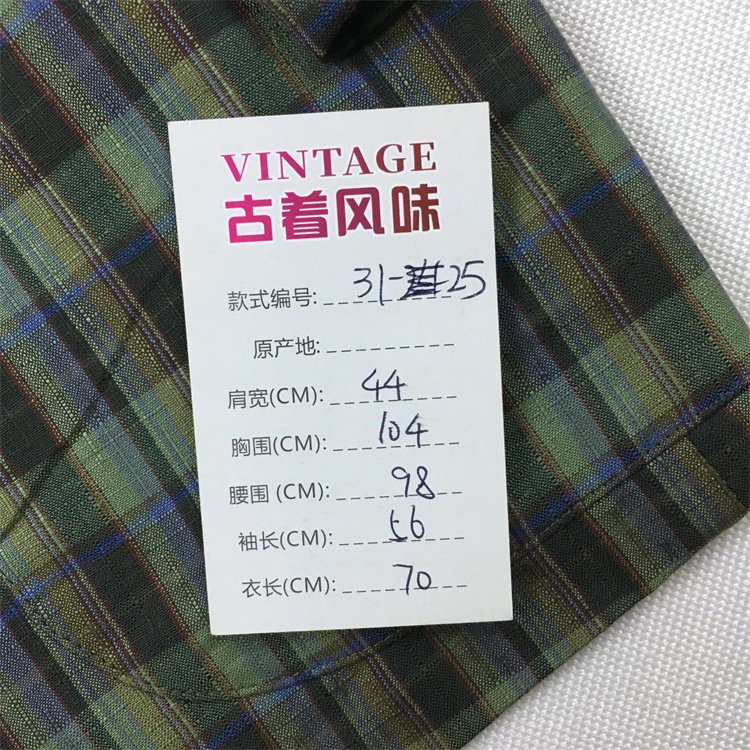 VINTAGE
古着风味
款式编号: 31-25
原产地:
肩宽(CM): 44
胸围(CM): 104
腰围 (CM): 98
袖长(CM): 56
衣长(CM): 70